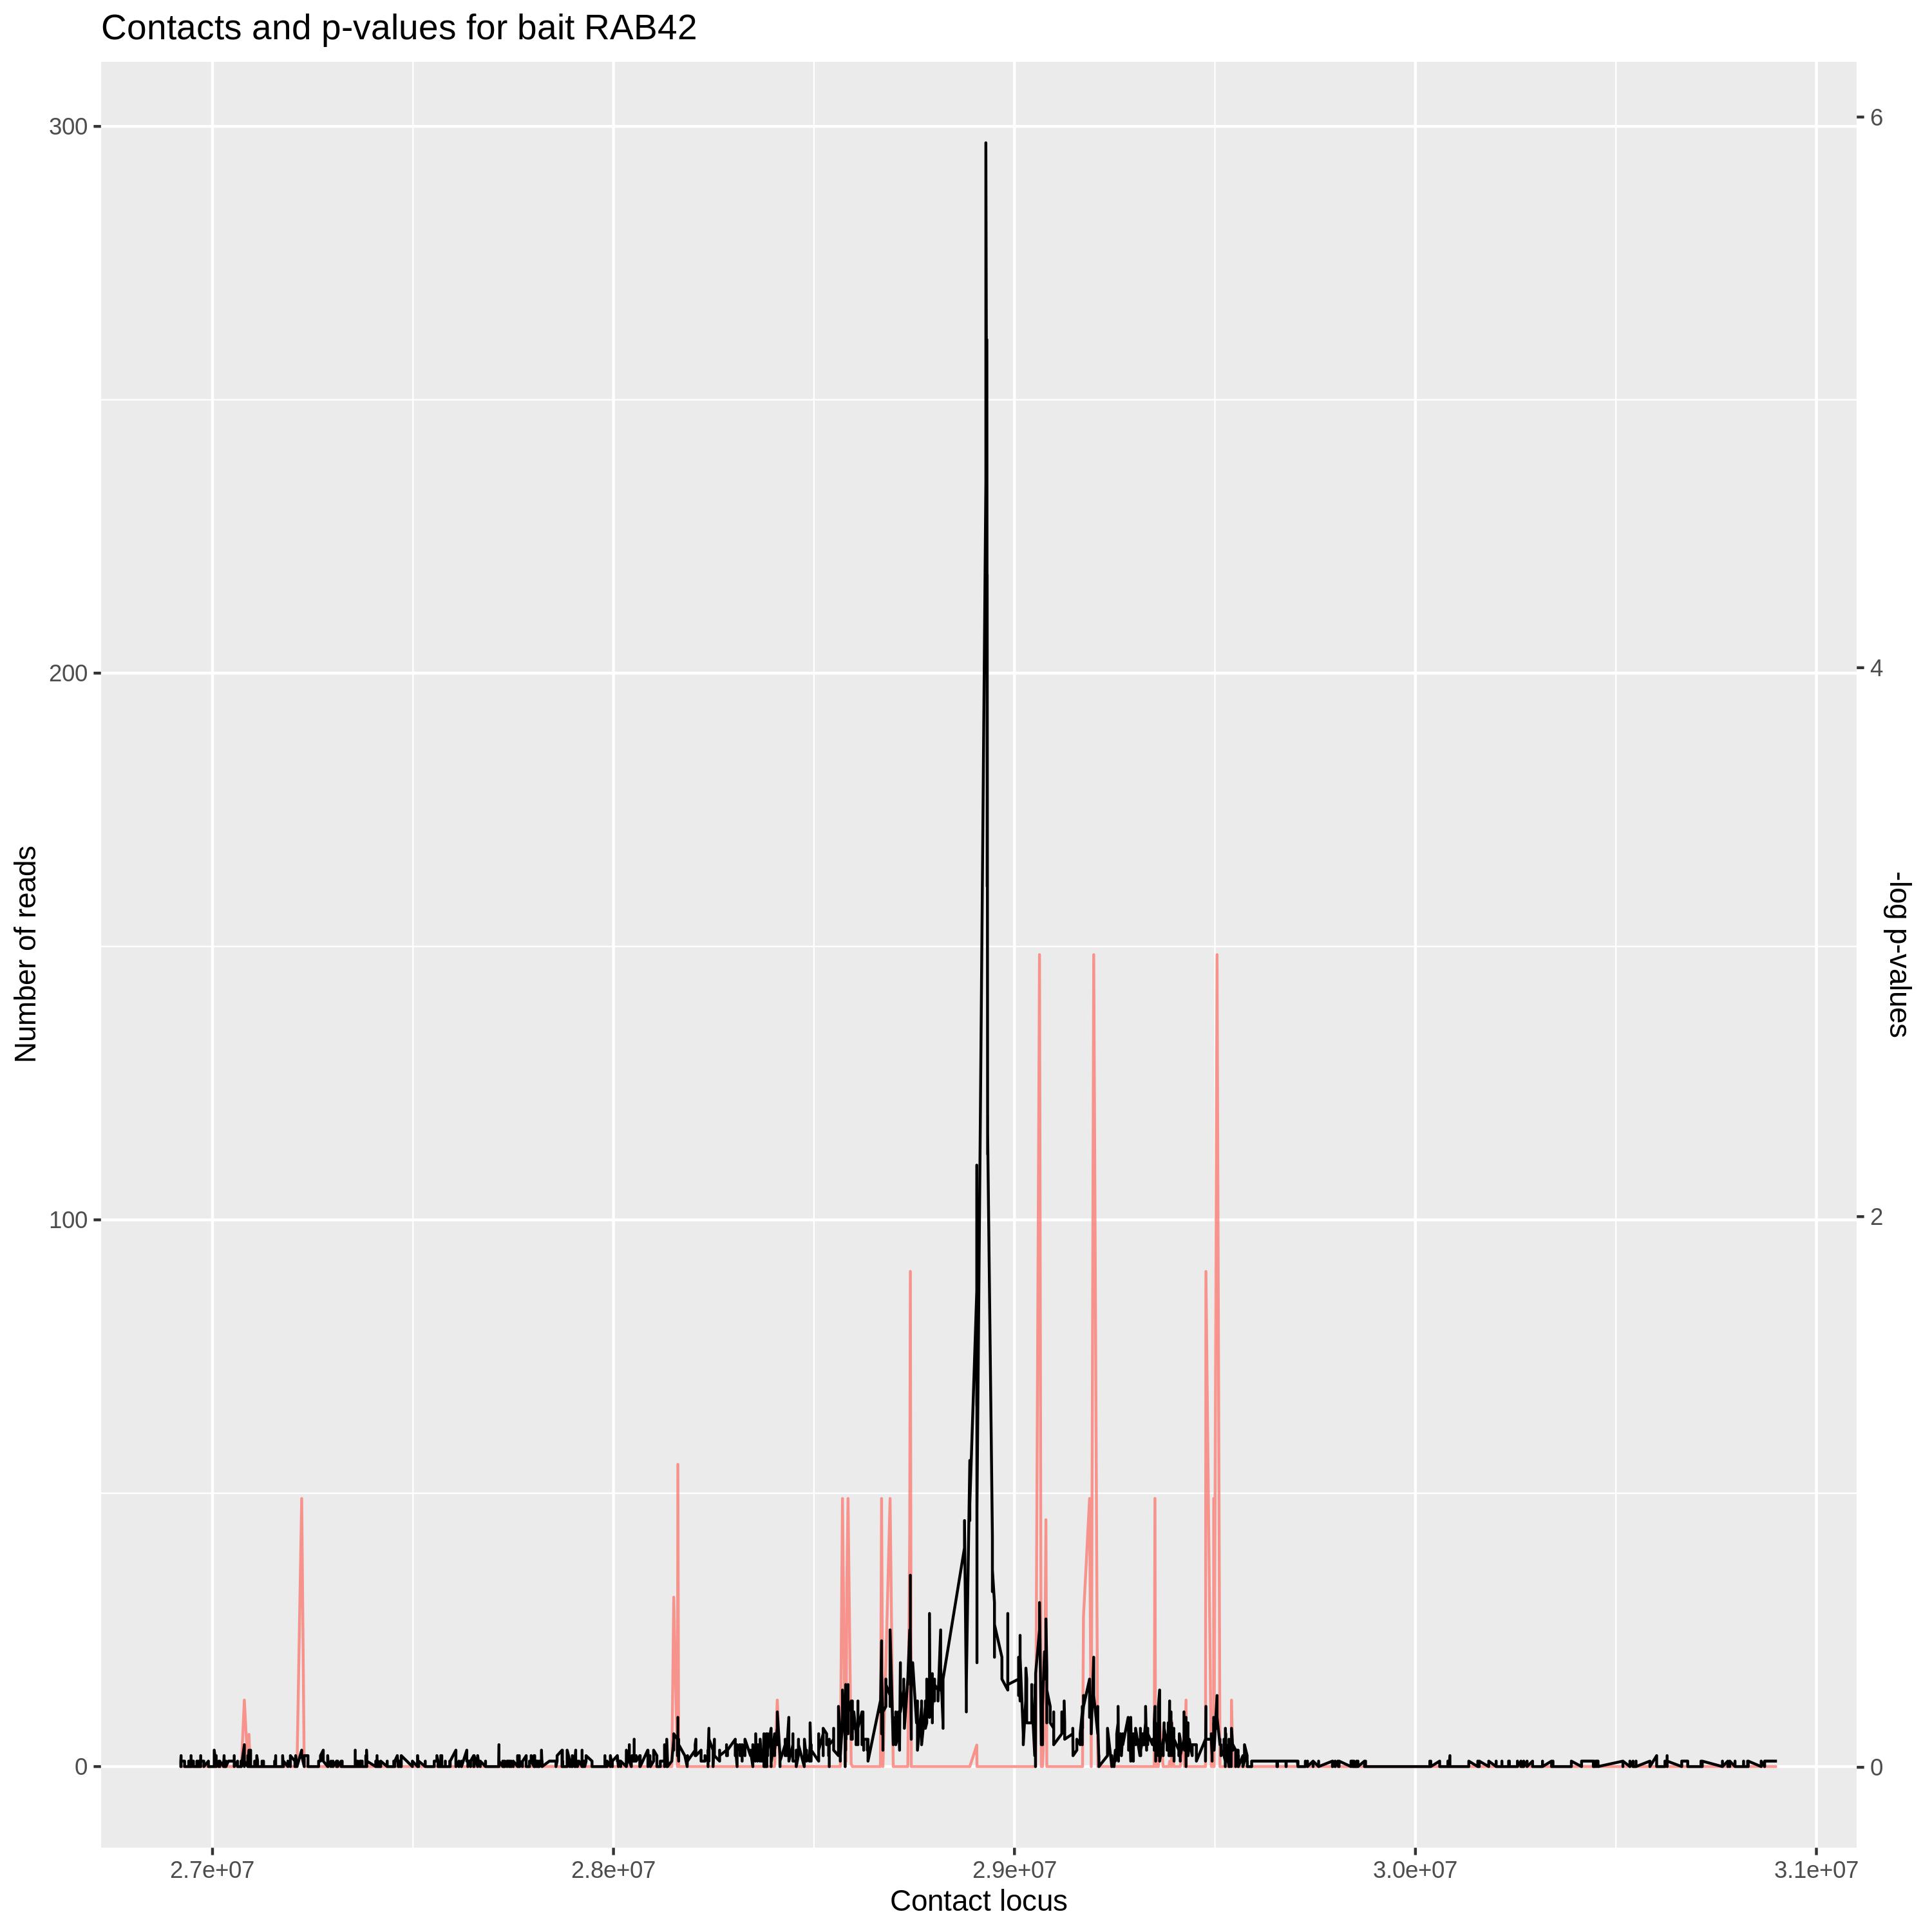 Contacts and p-values for bait RAB42
300
200
100
0
Number of reads
6
4
2
0
-log p-values
2.7e+07 2.8e+07 2.9e+07 3.0e+07 3.1e+07
Contact locus